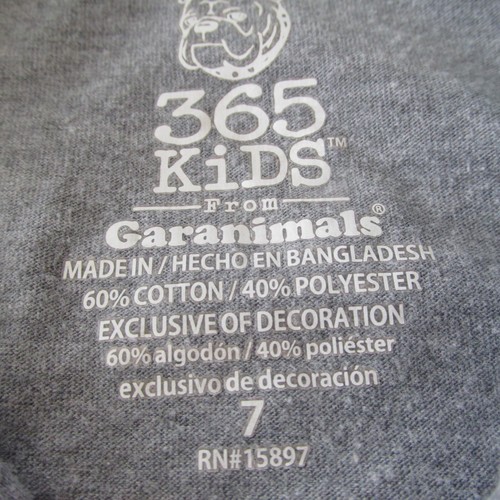 365
KiDS™
From
Garanimals®
MADE IN / HECHO EN BANGLADESH
60% COTTON / 40% POLYESTER
EXCLUSIVE OF DECORATION
60% algodón / 40% poliéster
exclusivo de decoración
7
RN#15897